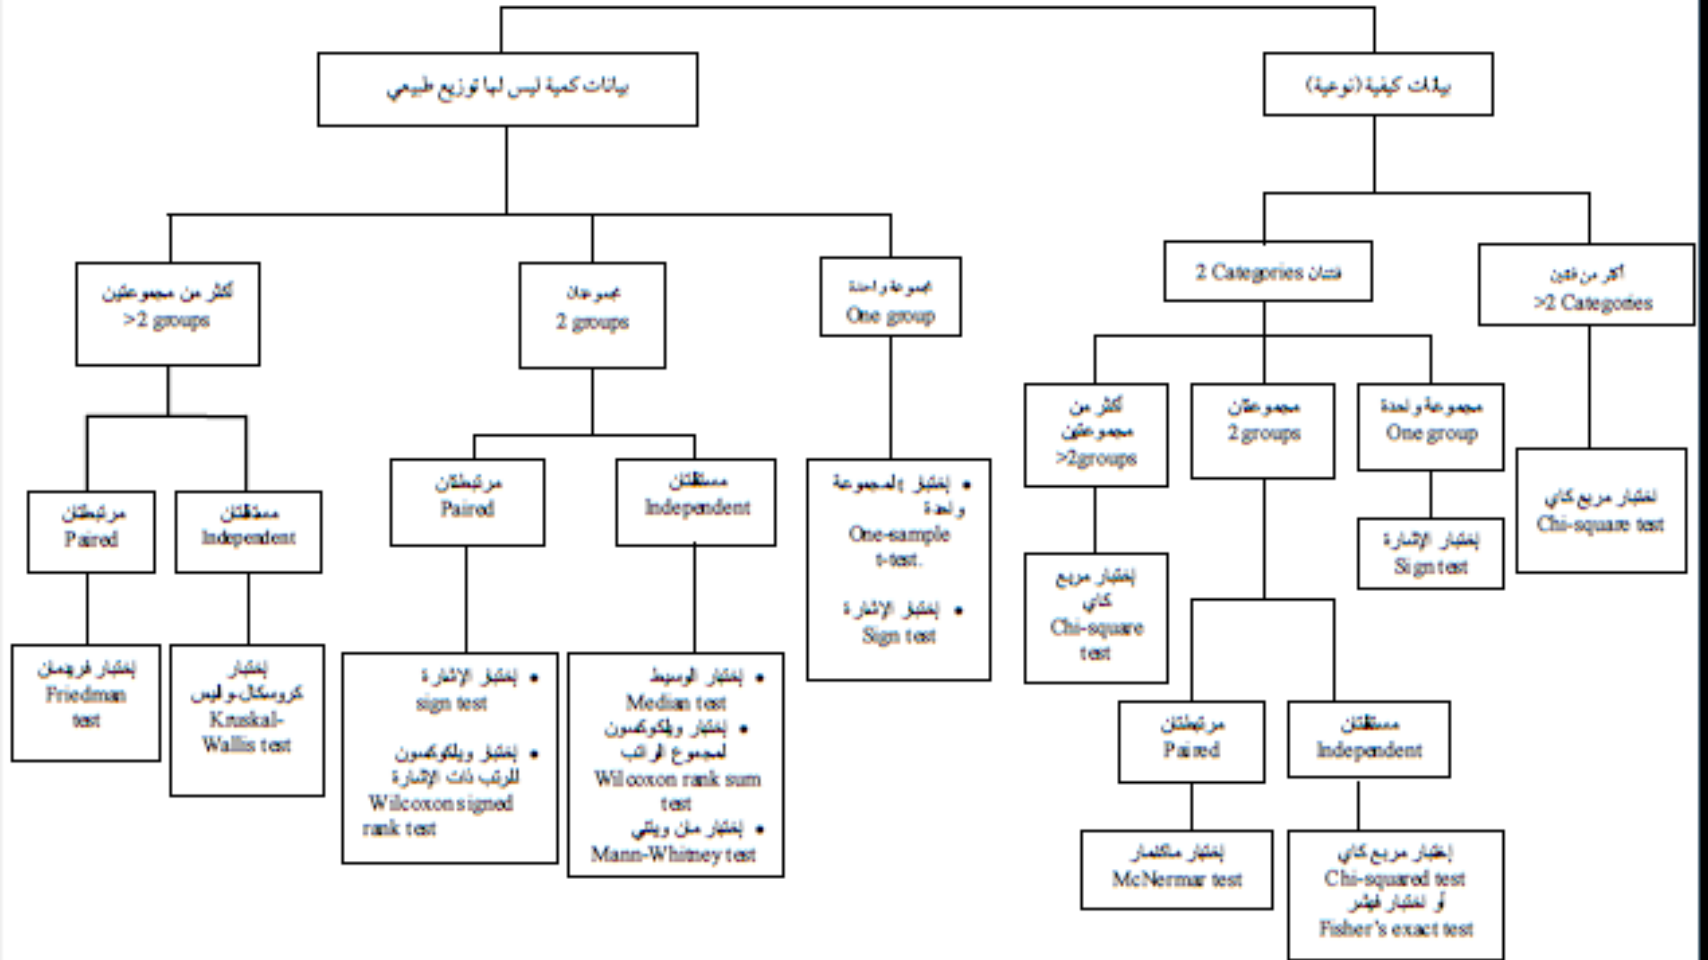 بيانات كمية ليس لها توزيع طبيعي
بيانات كيفية (نوعية)
أكثر من مجموعتين
>2 groups
مجموعتان
2 groups
مجموعة واحدة
One group
فئتان 2 Categories
أكثر من فئتين
>2 Categories
أكثر من
مجموعتين
>2groups
مجموعتان
2 groups
مجموعة واحدة
One group
مرتبطتان
Paired
مستقلتان
Independent
مرتبطتان
Paired
مستقلتان
Independent
• إختبار t لمجموعة
واحدة
One-sample
t-test.
• إختبار الإشارة
Sign test
إختبار مربع
كاي
Chi-square
test
إختبار الإشارة
Sign test
اختبار مربع كاي
Chi-square test
إختبار فريدمان
Friedman
test
إختبار
كروسكال-واليس
Kruskal-
Wallis test
• إختبار الإشارة
sign test
• إختبار ويلكوكسون
للرتب ذات الإشارة
Wilcoxon signed
rank test
• إختبار الوسيط
Median test
• إختبار ويلكوكسون
لمجموع الراتب
Wilcoxon rank sum
test
• إختبار مان ويتني
Mann-Whitney test
مرتبطتان
Paired
مستقلتان
Independent
إختبار ماكنمار
McNermar test
إختبار مربع كاي
Chi-squared test
أو اختبار فيشر
Fisher's exact test